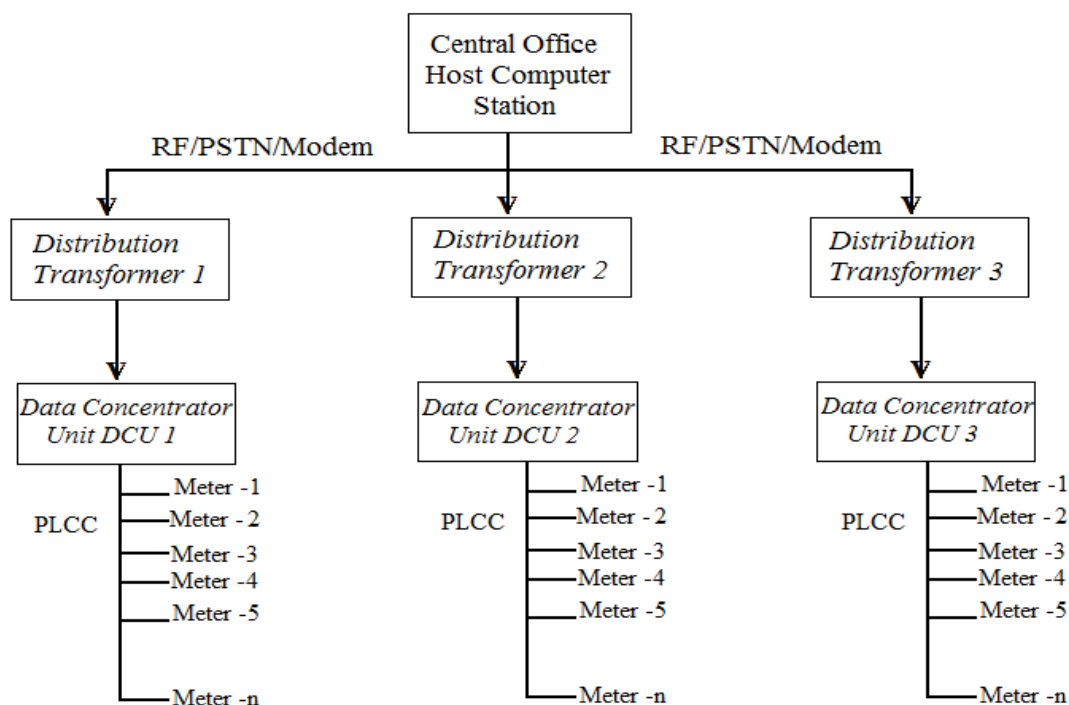 Central Office
Host Computer
Station
RF/PSTN/Modem
RF/PSTN/Modem
Distribution
Transformer 1
Distribution
Transformer 2
Distribution
Transformer 3
Data Concentrator
Unit DCU 1
Data Concentrator
Unit DCU 2
Data Concentrator
Unit DCU 3
PLCC
Meter -1
Meter -2
Meter -3
Meter -4
Meter -5
Meter -n
PLCC
Meter -1
Meter -2
Meter -3
Meter -4
Meter -5
Meter -n
PLCC
Meter -1
Meter -2
Meter -3
Meter -4
Meter -5
Meter -n